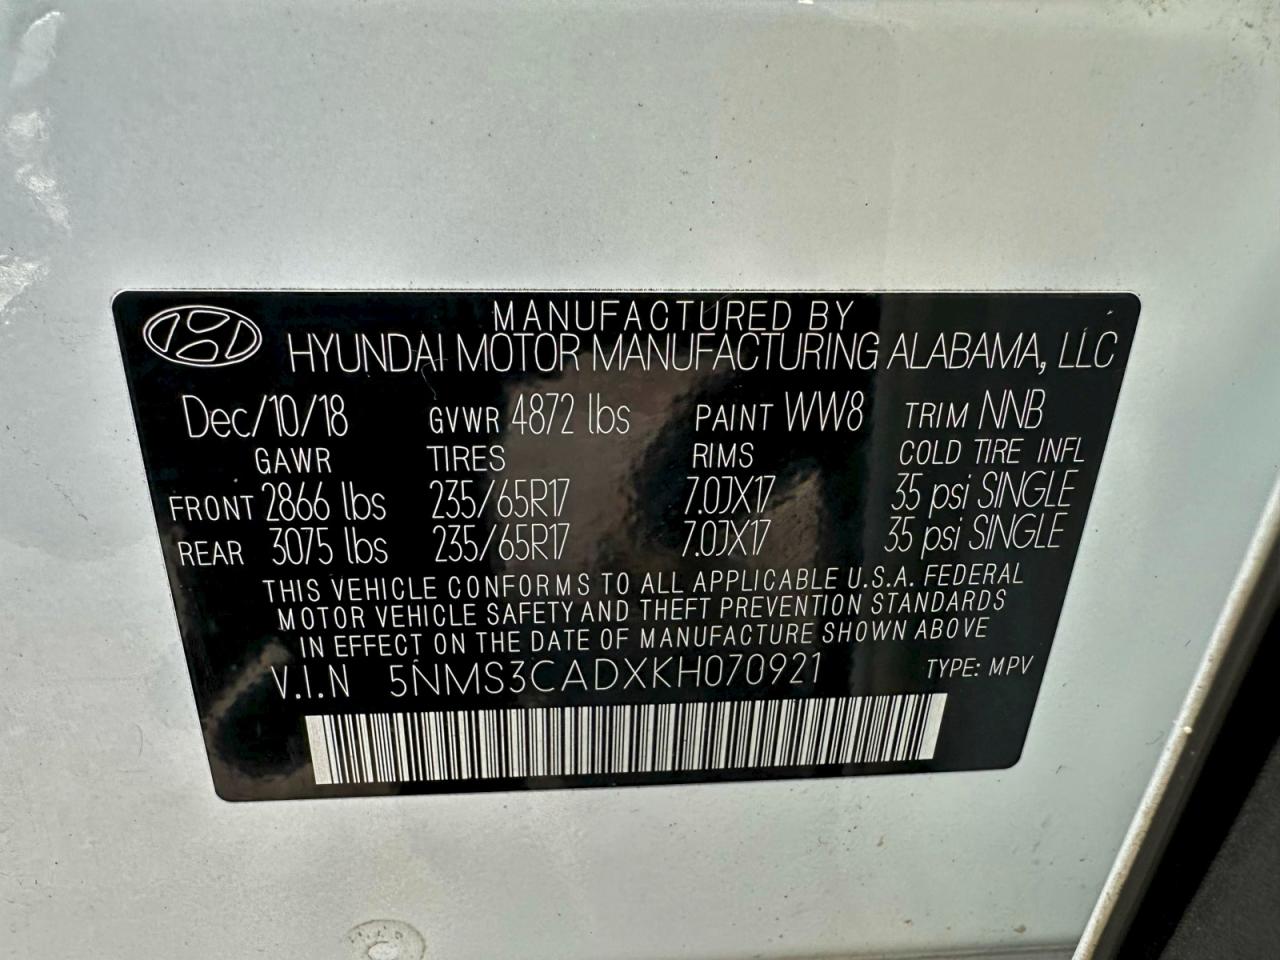 MANUFACTURED BY
HYUNDAI MOTOR MANUFACTURING ALABAMA, LLC
Dec/10/18 GVWR 4872 lbs PAINT WW8 TRIM NNB
GAWR TIRES RIMS COLD TIRE INFL
FRONT 2866 lbs 235/65R17 7.0JX17 35 psi SINGLE
REAR 3075 lbs 235/65R17 7.0JX17 35 psi SINGLE
THIS VEHICLE CONFORMS TO ALL APPLICABLE U.S.A. FEDERAL
MOTOR VEHICLE SAFETY AND THEFT PREVENTION STANDARDS
IN EFFECT ON THE DATE OF MANUFACTURE SHOWN ABOVE
V.I.N 5NMS3CADXKH070921 TYPE: MPV